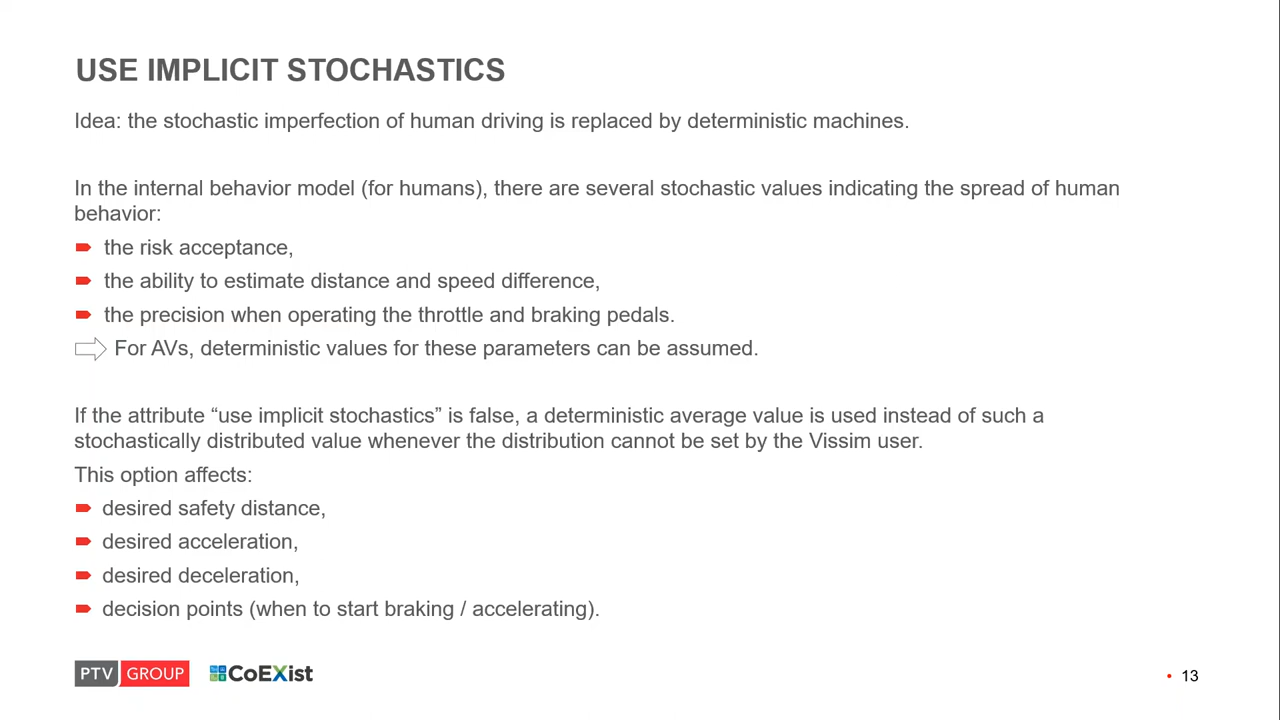 USE IMPLICIT STOCHASTICS
Idea: the stochastic imperfection of human driving is replaced by deterministic machines.
In the internal behavior model (for humans), there are several stochastic values indicating the spread of human
behavior:
the risk acceptance,
the ability to estimate distance and speed difference,
the precision when operating the throttle and braking pedals.
For AVs, deterministic values for these parameters can be assumed.
If the attribute “use implicit stochastics” is false, a deterministic average value is used instead of such a
stochastically distributed value whenever the distribution cannot be set by the Vissim user.
This option affects:
desired safety distance,
desired acceleration,
desired deceleration,
decision points (when to start braking / accelerating).
PTV GROUP CoEXist
• 13